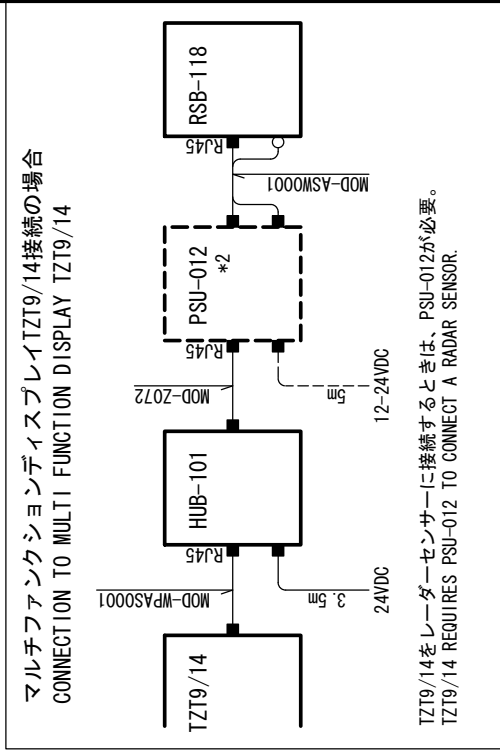 マルチファンクションディスプレイTZT9/14接続の場合
CONNECTION TO MULTI FUNCTION DISPLAY TZT9/14
TZT9/14
MOD-WPAS0001
RJ45
HUB-101
3.5m
24VDC
MOD-Z072
RJ45
PSU-012
*2
5m
12-24VDC
MOD-ASW0001
RJ45
RSB-118
TZT9/14をレーダーセンサーに接続するときは、PSU-012が必要。
TZT9/14 REQUIRES PSU-012 TO CONNECT A RADAR SENSOR.